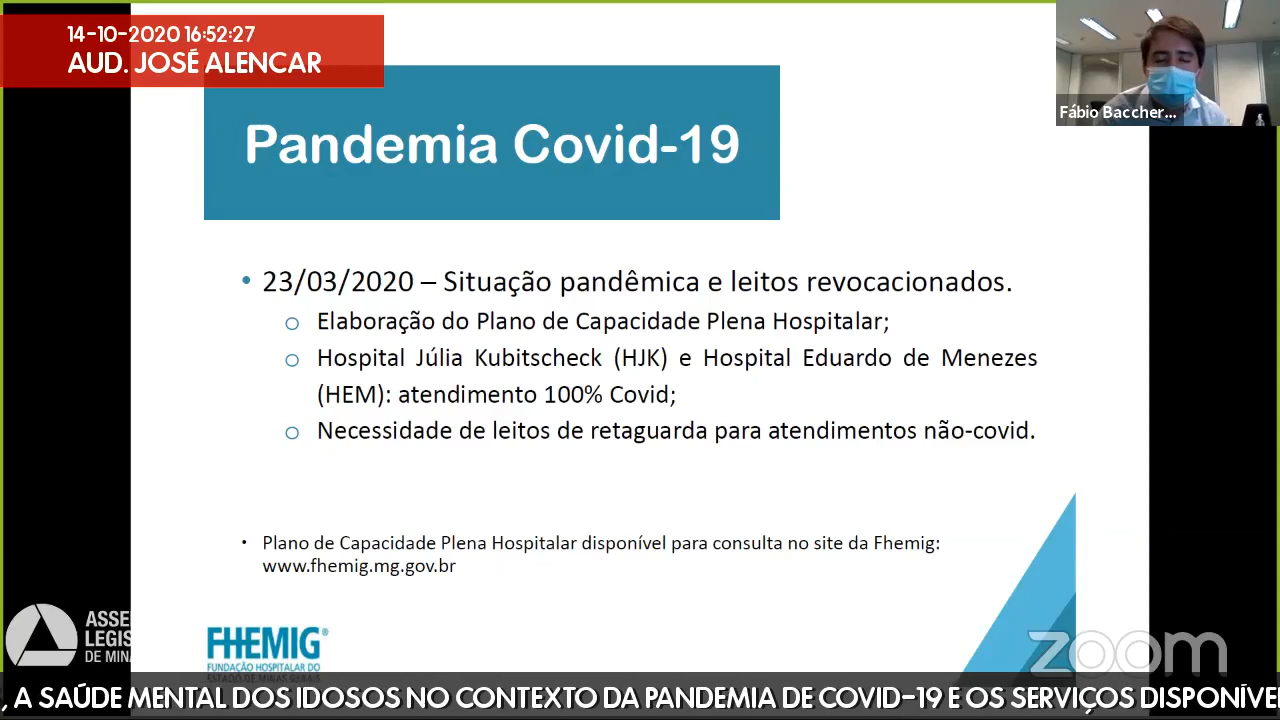 14-10-2020 16:52:27
AUD. JOSÉ ALENCAR
Fábio Baccher...
Pandemia Covid-19
• 23/03/2020 – Situação pandêmica e leitos revocacionados.
o Elaboração do Plano de Capacidade Plena Hospitalar;
o Hospital Júlia Kubitscheck (HJK) e Hospital Eduardo de Menezes
(HEM): atendimento 100% Covid;
o Necessidade de leitos de retaguarda para atendimentos não-covid.
• Plano de Capacidade Plena Hospitalar disponível para consulta no site da Fhemig:
www.fhemig.mg.gov.br
ASSE
LEGIS
DE MINA
FHEMIG®
FUNDAÇÃO HOSPITALAR DO
ESTADO DE MINAS GERAIS
zoom
, A SAÚDE MENTAL DOS IDOSOS NO CONTEXTO DA PANDEMIA DE COVID-19 E OS SERVIÇOS DISPONÍVE